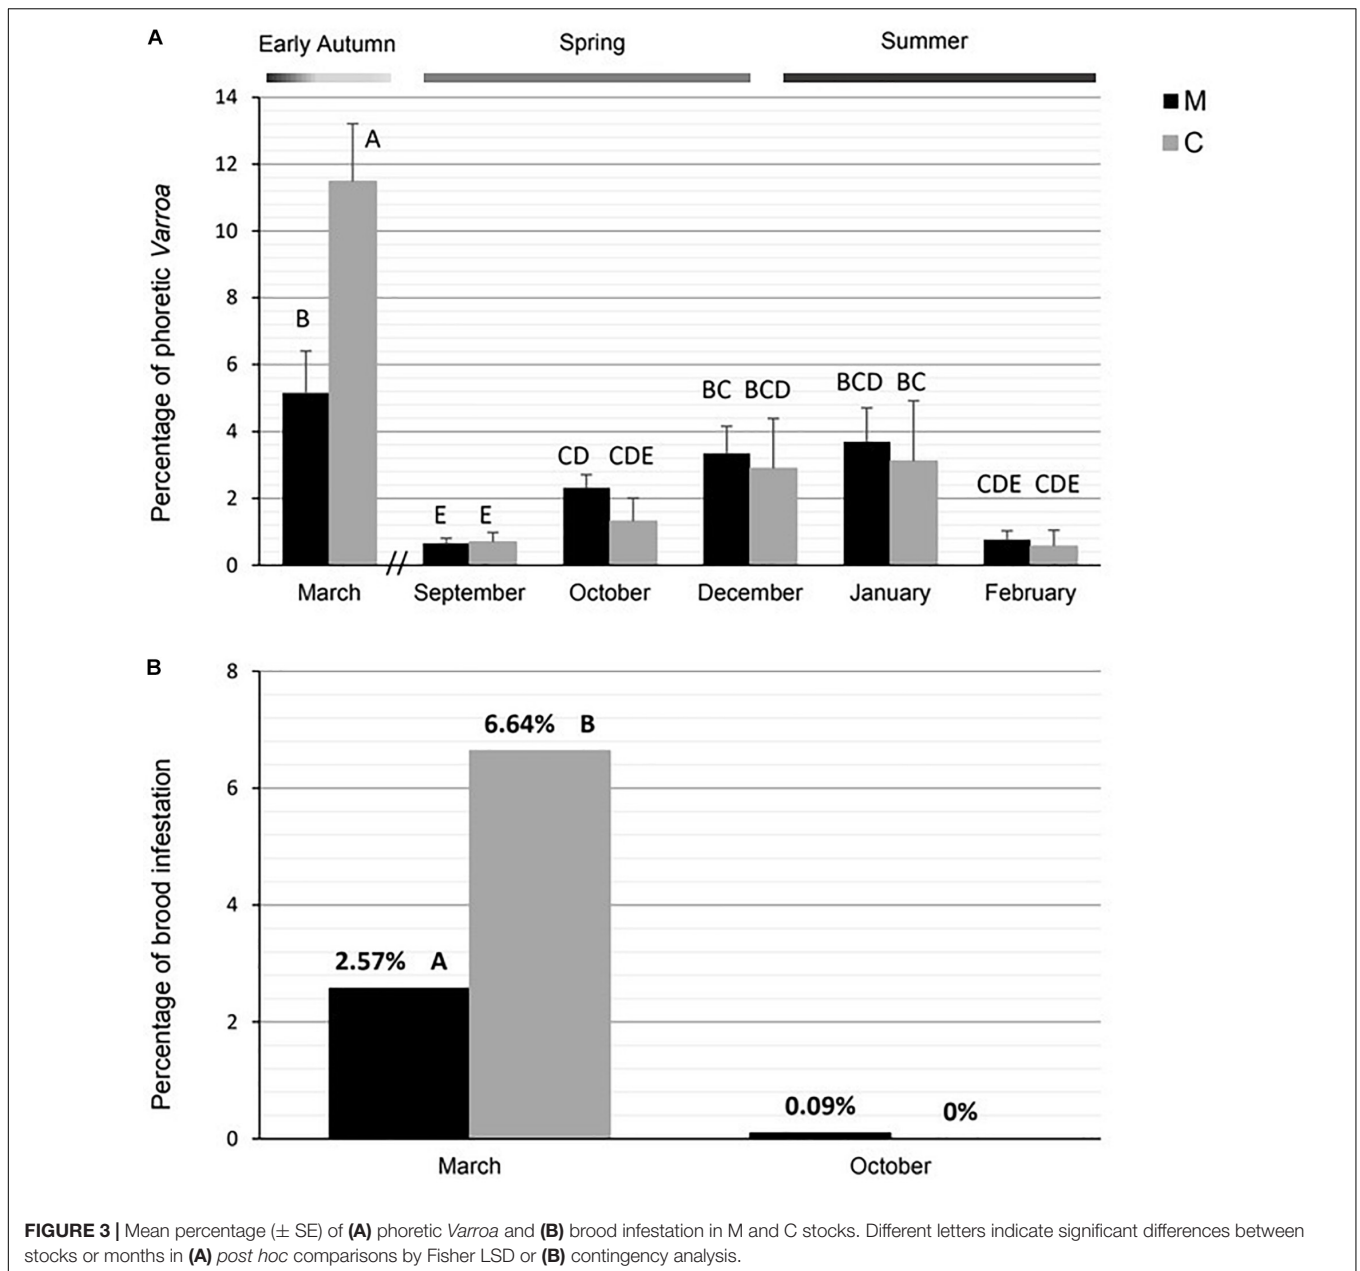 A
Early Autumn Spring Summer
14
12
10
8
6
4
2
0
Percentage of phoretic Varroa
M
C
B A
E E
CD CDE
BC BCD
BCD BC
CDE CDE
March September October December January February
B
8
6
4
2
0
Percentage of brood infestation
6.64% B
2.57% A
0.09% 0%
March October
FIGURE 3 | Mean percentage (± SE) of (A) phoretic Varroa and (B) brood infestation in M and C stocks. Different letters indicate significant differences between
stocks or months in (A) post hoc comparisons by Fisher LSD or (B) contingency analysis.